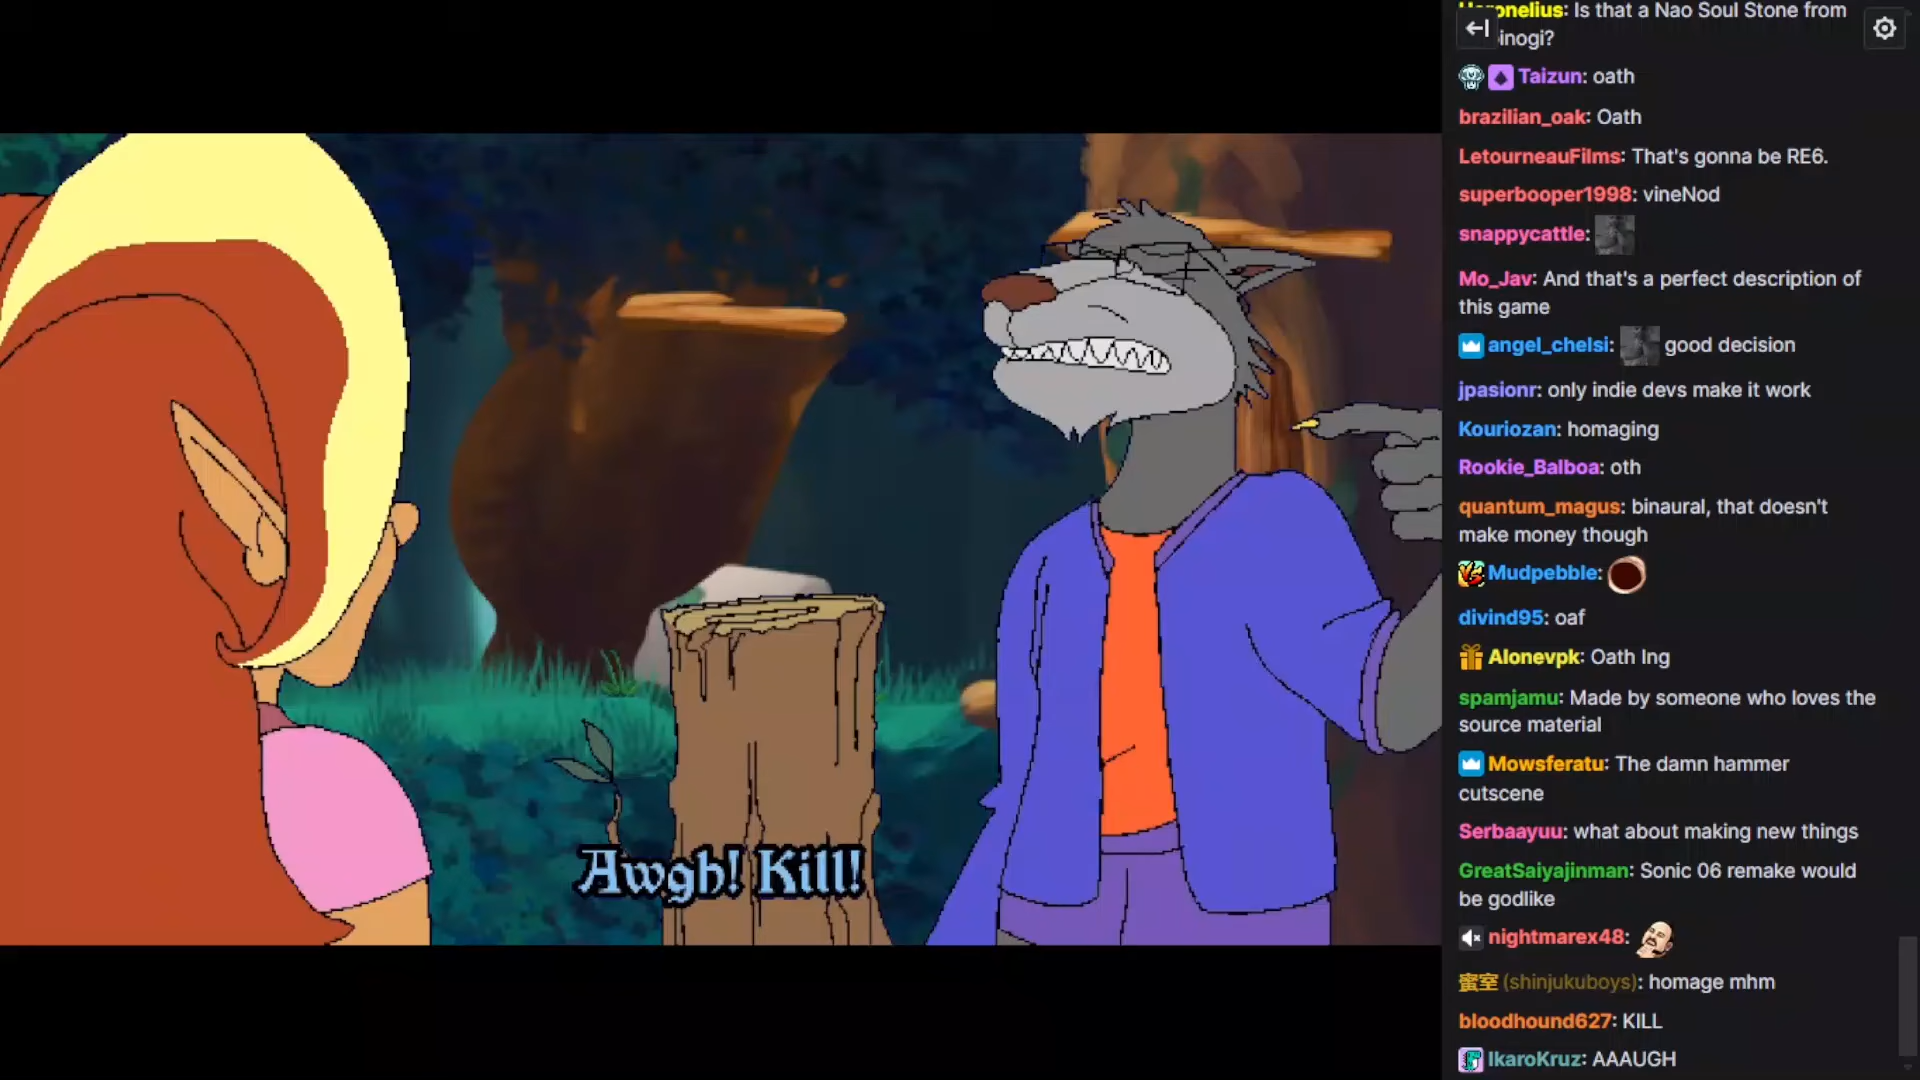 Awgh! Kill!
onelius: Is that a Nao Soul Stone from
inogi?
Taizun: oath
brazilian_oak: Oath
LetourneauFilms: That's gonna be RE6.
superbooper1998: vineNod
snappycattle:
Mo_Jav: And that's a perfect description of
this game
angel_chelsi: good decision
jpasionr: only indie devs make it work
Kouriozan: homaging
Rookie_Balboa: oth
quantum_magus: binaural, that doesn't
make money though
Mudpebble:
divind95: oaf
Alonevpk: Oath Ing
spamjamu: Made by someone who loves the
source material
Mowsferatu: The damn hammer
cutscene
Serbaayuu: what about making new things
GreatSaiyajinman: Sonic 06 remake would
be godlike
nightmarex48:
蜜室 (shinjukuboys): homage mhm
bloodhound627: KILL
IkaroKruz: AAAUGH